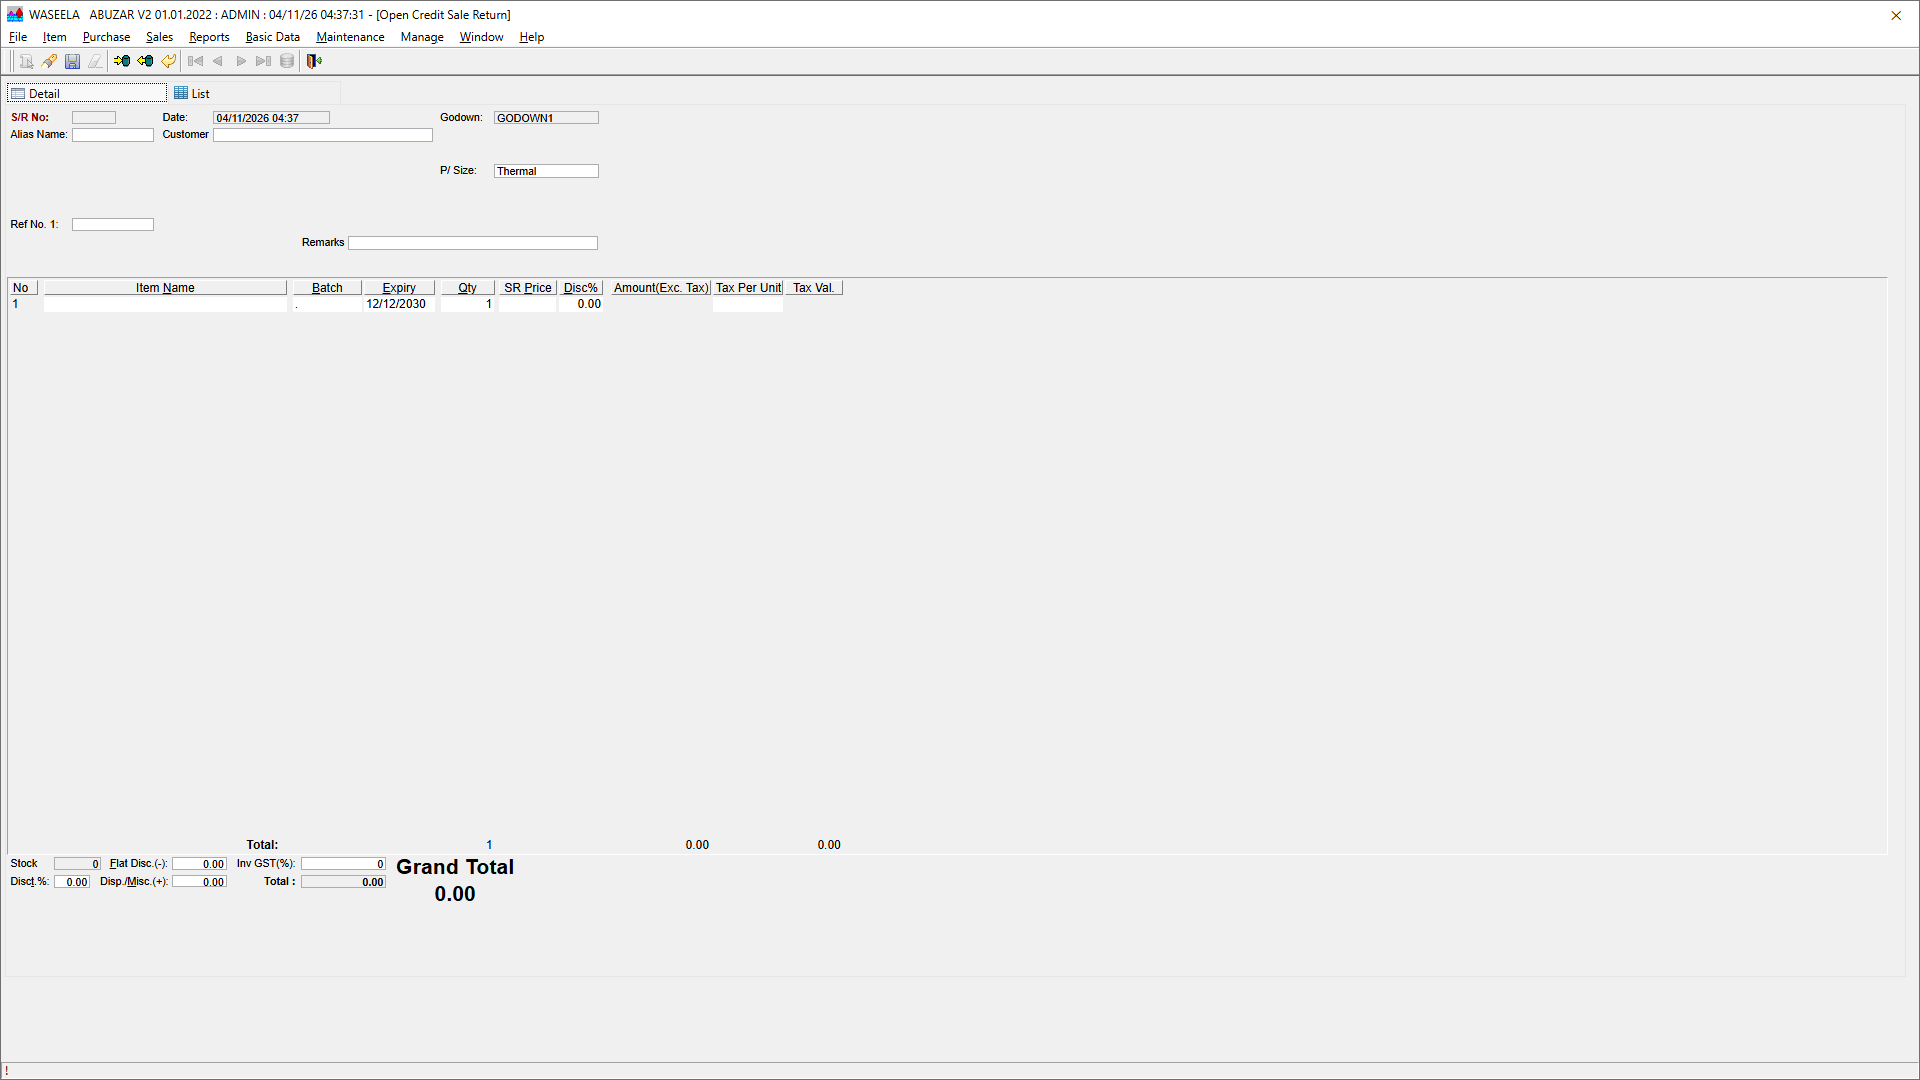 WASEELA ABUZAR V2 01.01.2022 : ADMIN : 04/11/26 04:37:31 - [Open Credit Sale Return]
File Item Purchase Sales Reports Basic Data Maintenance Manage Window Help
Detail List
S/R No: Date: 04/11/2026 04:37 Godown: GODOWN1
Alias Name: Customer
P/ Size: Thermal
Ref No. 1:
Remarks
No Item Name Batch Expiry Qty SR Price Disc% Amount(Exc. Tax) Tax Per Unit Tax Val.
1 . 12/12/2030 1 0.00
Total: 1 0.00 0.00
Stock 0 Flat Disc.(-): 0.00 Inv GST(%): 0 Grand Total
Disct.%: 0.00 Disp./Misc.(+): 0.00 Total : 0.00 0.00
!